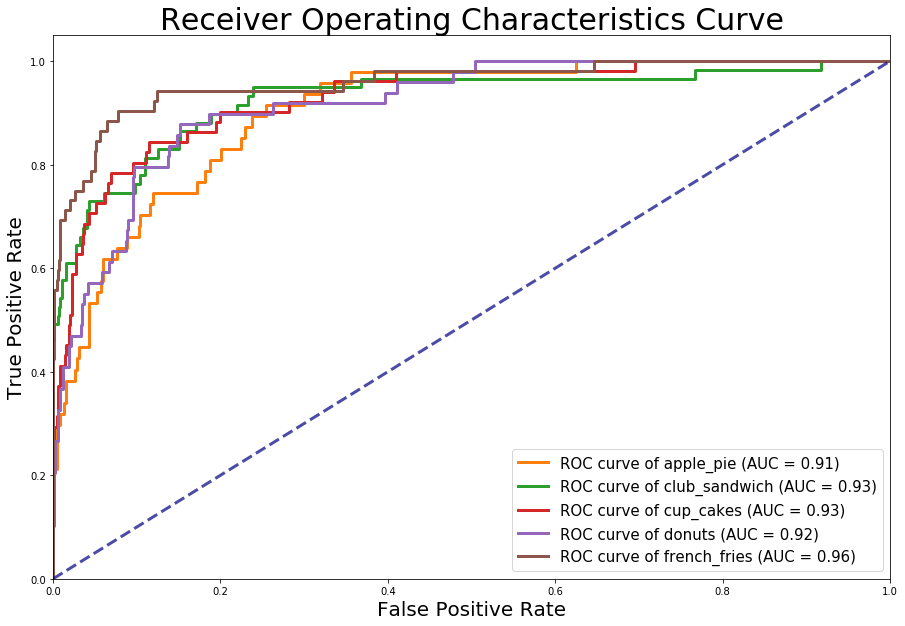 Receiver Operating Characteristics Curve
True Positive Rate
1.0
0.8
0.6
0.4
0.2
0.0
ROC curve of apple_pie (AUC = 0.91)
ROC curve of club_sandwich (AUC = 0.93)
ROC curve of cup_cakes (AUC = 0.93)
ROC curve of donuts (AUC = 0.92)
ROC curve of french_fries (AUC = 0.96)
0.0 0.2 0.4 0.6 0.8 1.0
False Positive Rate